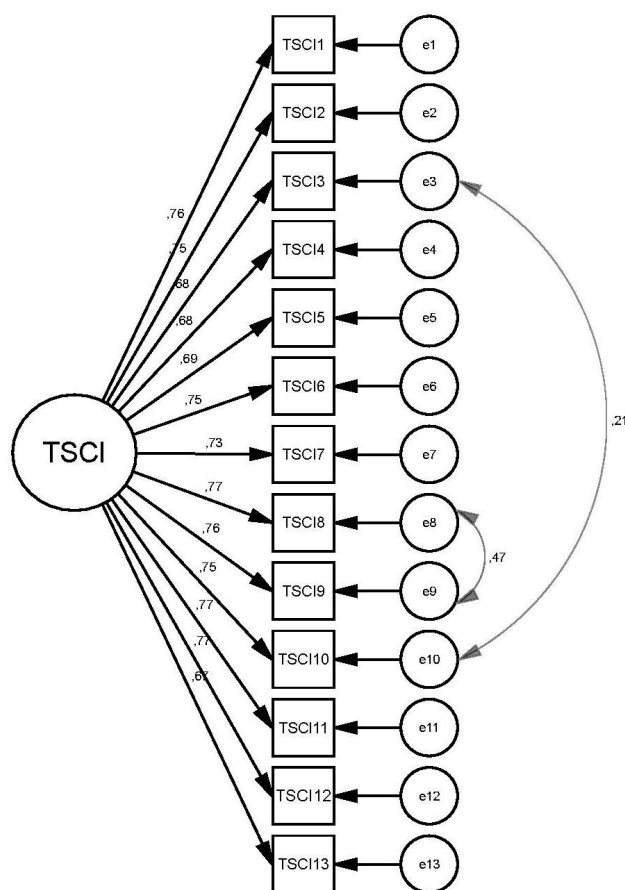 TSCI1
e1
TSCI2
e2
TSCI3
e3
,76
,75
TSCI4
e4
,68
,68
TSCI5
e5
,69
TSCI6
e6
,75
,21
TSCI
,73
TSCI7
e7
,77
TSCI8
e8
,76
,47
,75
TSCI9
e9
,77
,77
TSCI10
e10
,67
TSCI11
e11
TSCI12
e12
TSCI13
e13